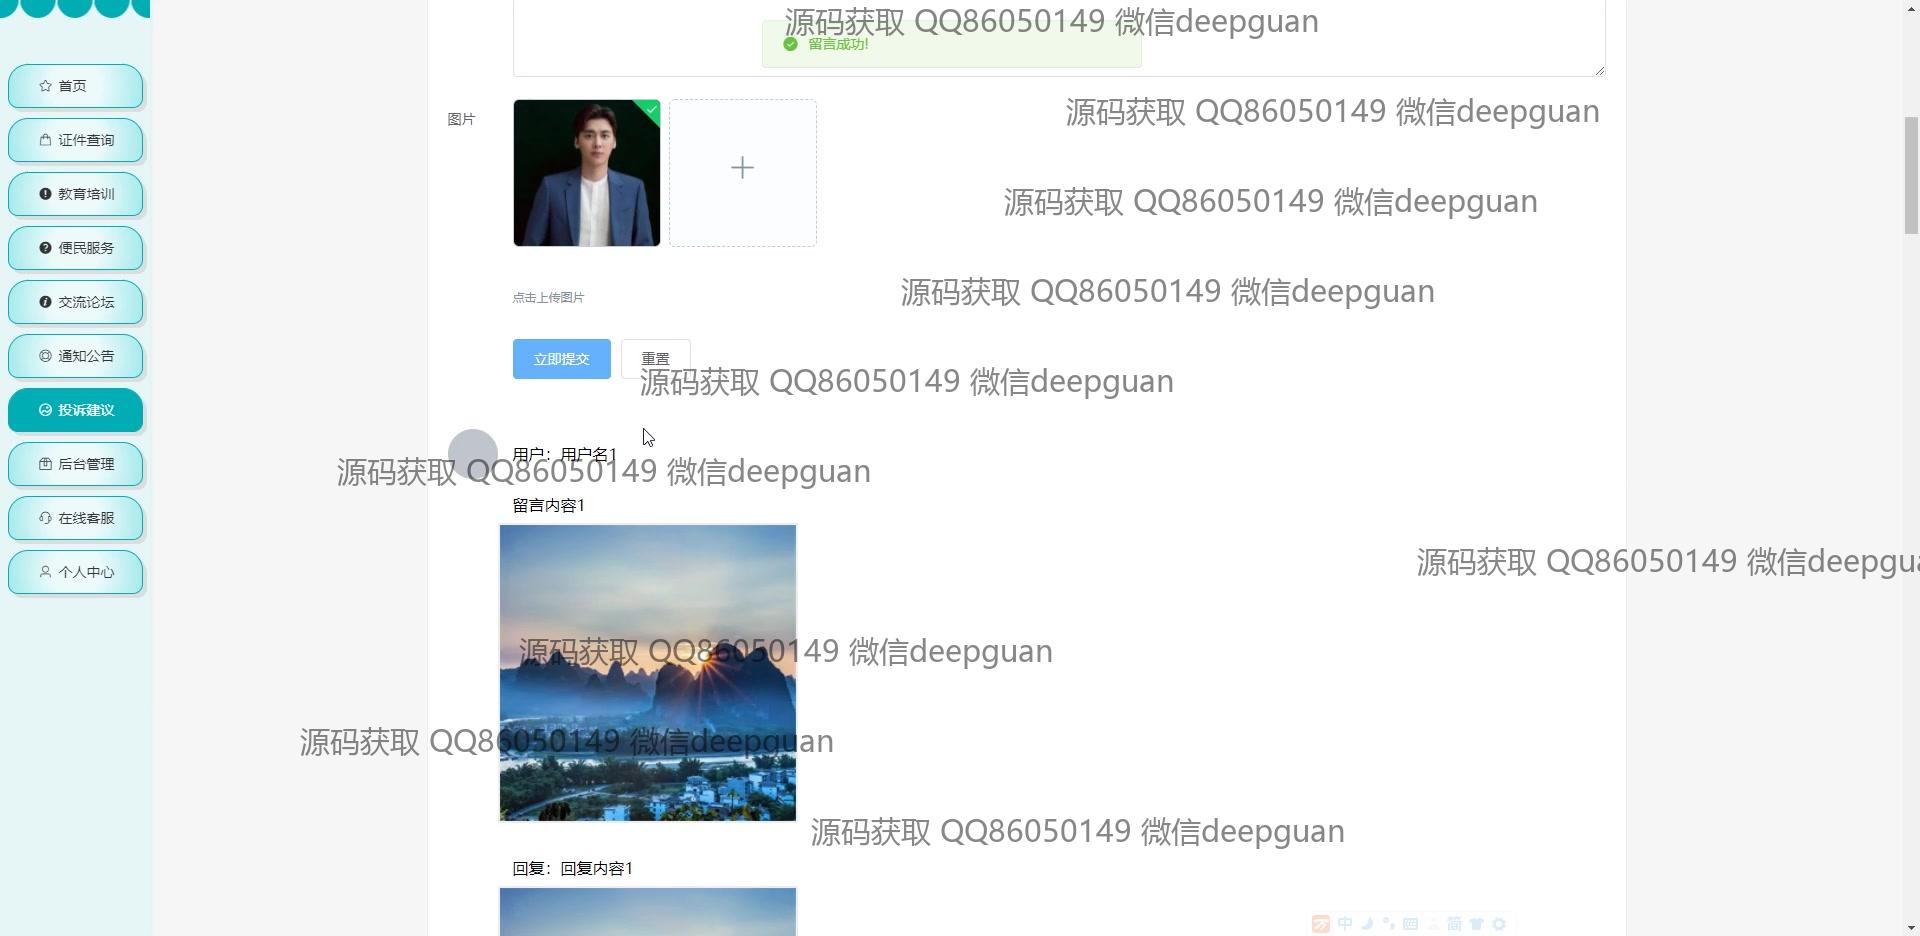 源码获取 QQ86050149 微信deepguan
留言成功!
首页
图片
源码获取 QQ86050149 微信deepguan
证件查询
教育培训
源码获取 QQ86050149 微信deepguan
便民服务
交流论坛
点击上传图片
源码获取 QQ86050149 微信deepguan
通知公告
立即提交
重置
源码获取 QQ86050149 微信deepguan
投诉建议
后台管理
用户：用户名1
源码获取 QQ86050149 微信deepguan
留言内容1
在线客服
源码获取 QQ86050149 微信deepgua
个人中心
源码获取 QQ86050149 微信deepguan
源码获取 QQ86050149 微信deepguan
源码获取 QQ86050149 微信deepguan
回复：回复内容1
中
简